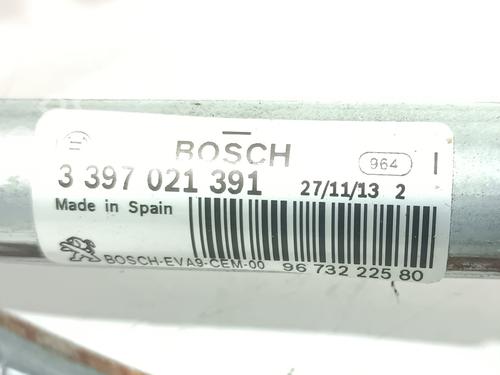 BOSCH
964
3 397 021 391
27/11/13 2
Made in Spain
BOSCH-EVA9-CEM-00
96 732 225 80